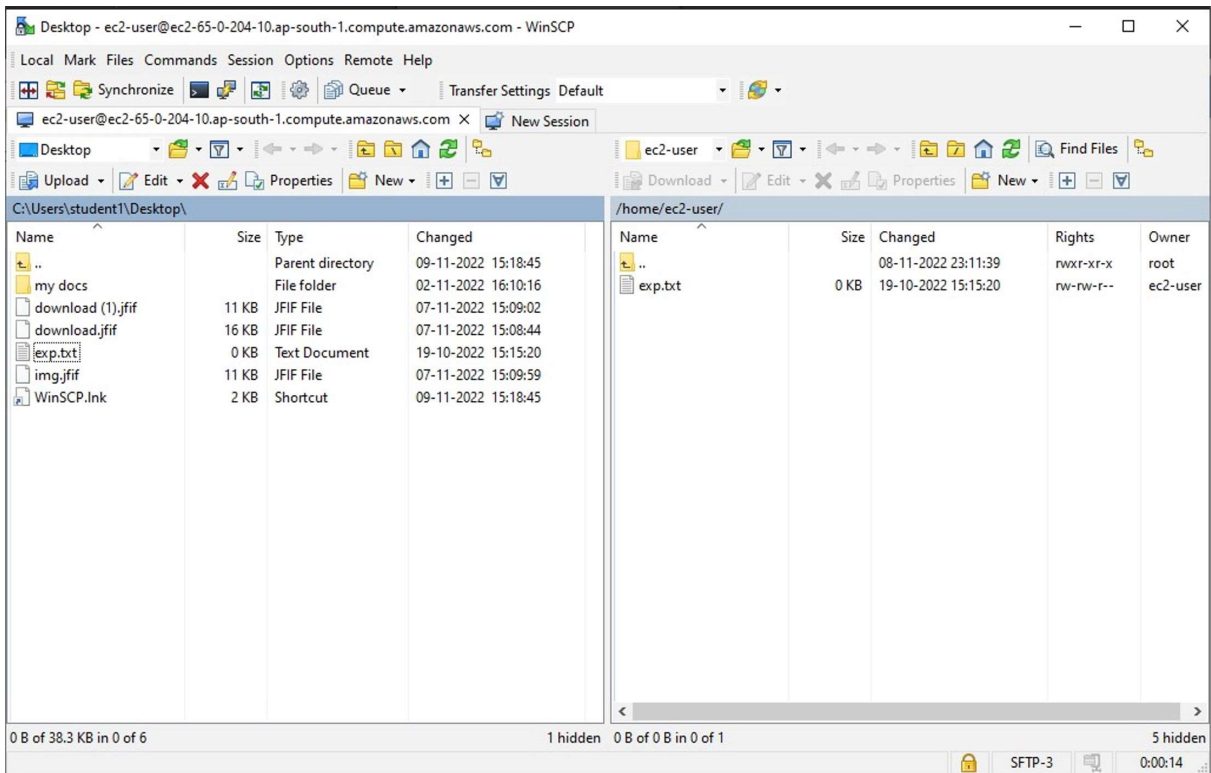 Desktop - ec2-user@ec2-65-0-204-10.ap-south-1.compute.amazonaws.com - WinSCP
Local Mark Files Commands Session Options Remote Help
Synchronize Queue Transfer Settings Default
ec2-user@ec2-65-0-204-10.ap-south-1.compute.amazonaws.com X New Session
Desktop
Upload Edit Properties New
C:\Users\student1\Desktop\
Name Size Type Changed
.. Parent directory 09-11-2022 15:18:45
my docs File folder 02-11-2022 16:10:16
download (1).jfif 11 KB JFIF File 07-11-2022 15:09:02
download.jfif 16 KB JFIF File 07-11-2022 15:08:44
exp.txt 0 KB Text Document 19-10-2022 15:15:20
img.jfif 11 KB JFIF File 07-11-2022 15:09:59
WinSCP.lnk 2 KB Shortcut 09-11-2022 15:18:45
0 B of 38.3 KB in 0 of 6 1 hidden
ec2-user Find Files
Download Edit Properties New
/home/ec2-user/
Name Size Changed Rights Owner
.. 08-11-2022 23:11:39 rwxr-xr-x root
exp.txt 0 KB 19-10-2022 15:15:20 rw-rw-r-- ec2-user
0 B of 0 B in 0 of 1 5 hidden
SFTP-3 0:00:14